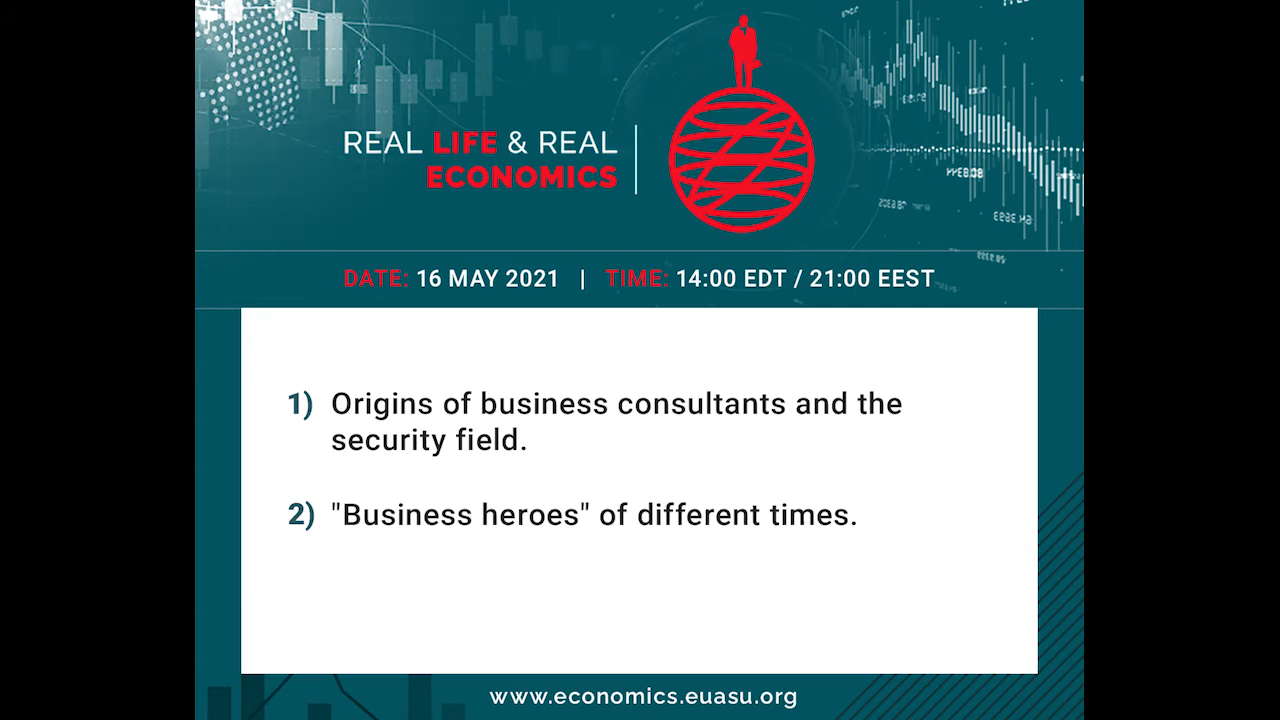 REAL LIFE & REAL
ECONOMICS
DATE: 16 MAY 2021 | TIME: 14:00 EDT / 21:00 EEST
1) Origins of business consultants and the
security field.
2) "Business heroes" of different times.
www.economics.euasu.org